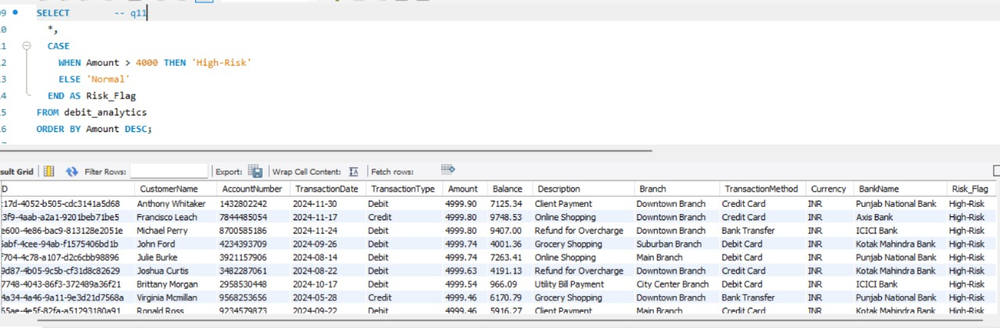 9 SELECT -- q11
0 *,
11 CASE
2 WHEN Amount > 4000 THEN 'High-Risk'
3 ELSE 'Normal'
4 END AS Risk_Flag
5 FROM debit_analytics
6 ORDER BY Amount DESC;
sult Grid Filter Rows: Export: Wrap Cell Content: Fetch rows:
D CustomerName AccountNumber TransactionDate TransactionType Amount Balance Description Branch TransactionMethod Currency BankName Risk_Flag
:17d-4052-b505-cdc3141a5d68 Anthony Whitaker 1432802242 2024-11-30 Debit 4999.90 7125.34 Client Payment Downtown Branch Credit Card INR Punjab National Bank High-Risk
3f9-4aab-a2a1-9201beb71be5 Francisco Leach 7844485054 2024-11-17 Credit 4999.80 9748.53 Online Shopping Downtown Branch Credit Card INR Axis Bank High-Risk
e600-4e86-bac9-813128e2051e Michael Perry 8700585186 2024-11-24 Debit 4999.80 9407.00 Refund for Overcharge Downtown Branch Bank Transfer INR ICICI Bank High-Risk
5abf-4cee-94ab-f1575406bd1b John Ford 4234393709 2024-09-26 Debit 4999.74 4001.36 Grocery Shopping Suburban Branch Debit Card INR Kotak Mahindra Bank High-Risk
f704-4c78-a107-d2c6cbb98896 Julie Burke 3921157906 2024-08-14 Debit 4999.74 7263.41 Online Shopping Main Branch Debit Card INR Punjab National Bank High-Risk
9d87-4b05-9c5b-cf31d8c82629 Joshua Curtis 3482287061 2024-08-22 Debit 4999.63 4191.13 Refund for Overcharge Downtown Branch Debit Card INR Kotak Mahindra Bank High-Risk
7748-4043-86f3-372489a36f21 Brittany Morgan 2958530448 2024-10-17 Debit 4999.54 966.09 Utility Bill Payment City Center Branch Debit Card INR ICICI Bank High-Risk
4a34-4a46-9a11-9e3d21d7568a Virginia Mcmillan 9568253656 2024-05-28 Credit 4999.46 6170.79 Grocery Shopping Downtown Branch Bank Transfer INR Punjab National Bank High-Risk
65ae-4e5f-82fa-a51293180a91 Ronald Ross 9234579873 2024-09-22 Debit 4999.46 5916.27 Client Payment Main Branch Credit Card INR Kotak Mahindra Bank High-Risk